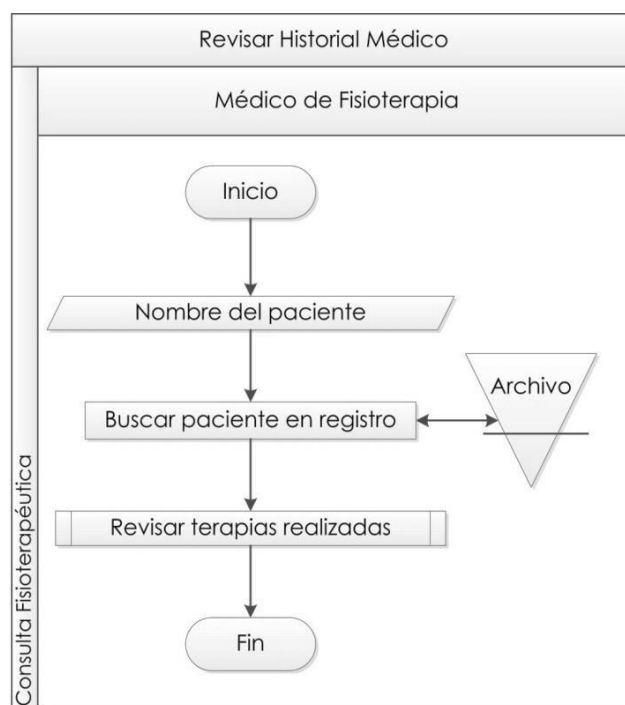 Revisar Historial Médico
Médico de Fisioterapia
Consulta Fisioterapéutica
Inicio
Nombre del paciente
Buscar paciente en registro
Archivo
Revisar terapias realizadas
Fin